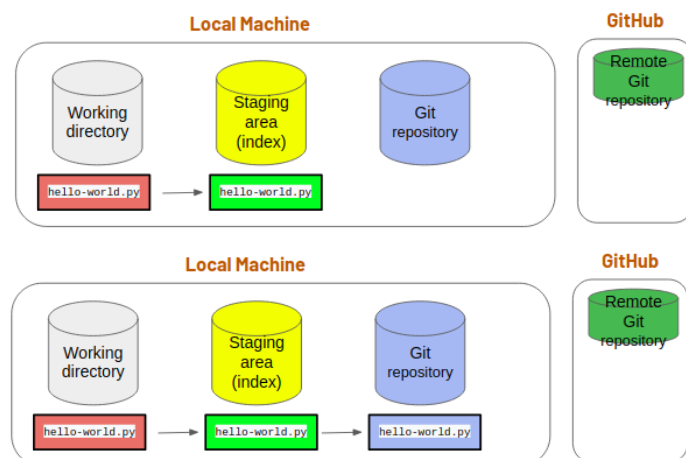 Local Machine
GitHub
Working
directory
Staging
area
(index)
Git
repository
Remote
Git
repository
hello-world.py
hello-world.py
Local Machine
GitHub
Working
directory
Staging
area
(index)
Git
repository
Remote
Git
repository
hello-world.py
hello-world.py
hello-world.py